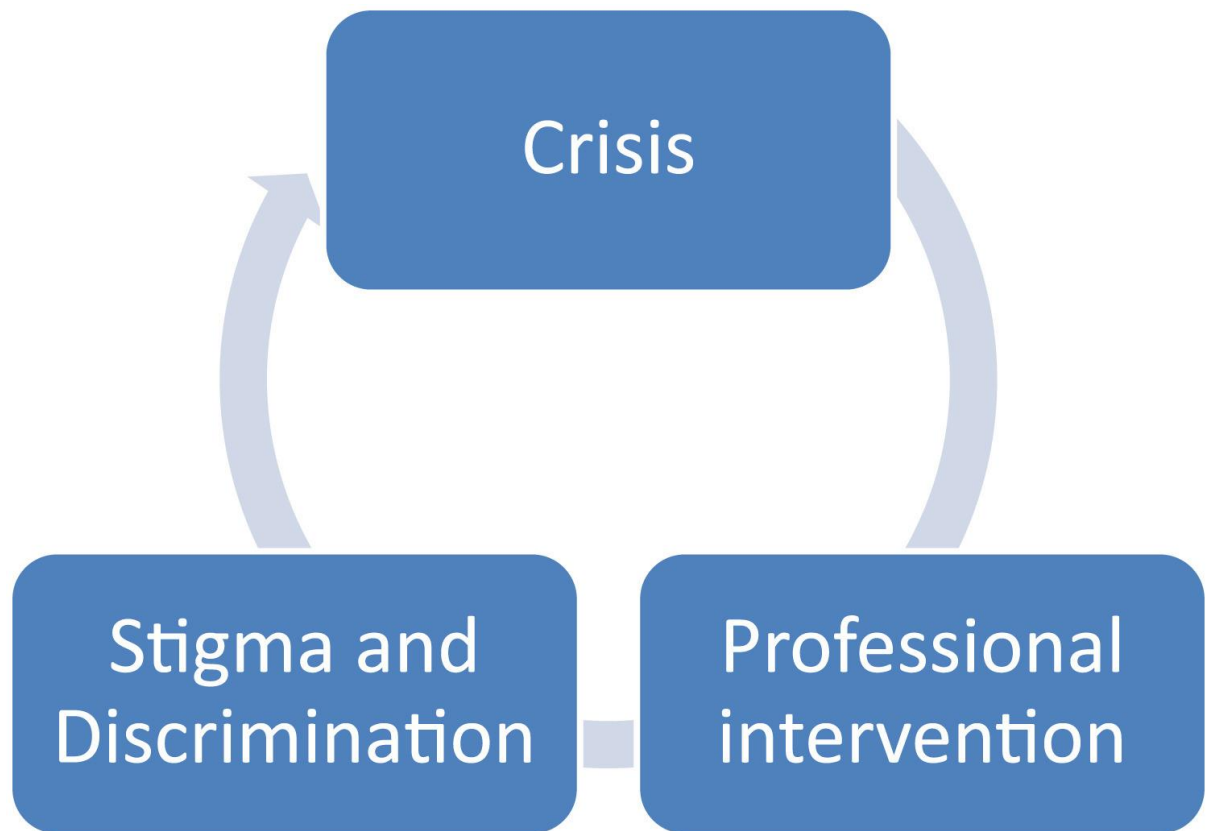 Crisis
Stigma and
Discrimination
Professional
intervention